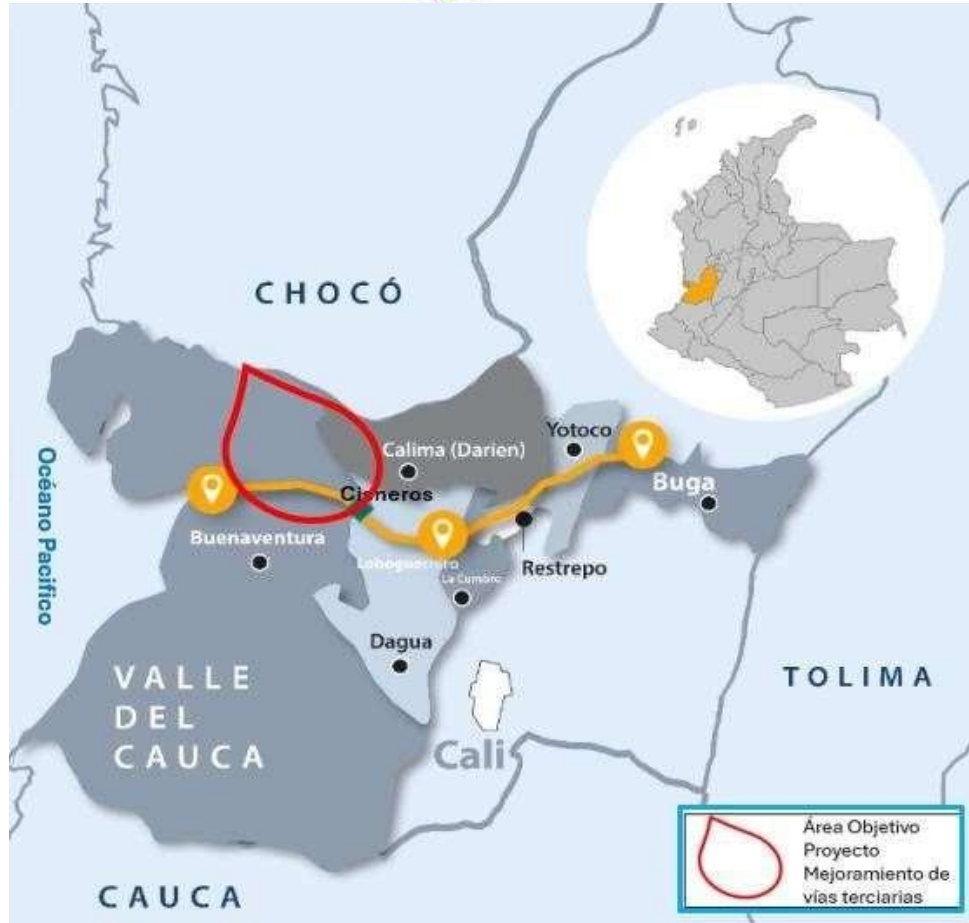 CHOCÓ
Océano Pacifico
Yotoco
Calima (Darien)
Buga
Cisneros
Buenaventura
Loboguerrero
Restrepo
La Cumbre
Dagua
VALLE
DEL
CAUCA
TOLIMA
Cali
CAUCA
Área Objetivo
Proyecto
Mejoramiento de
vías terciarias